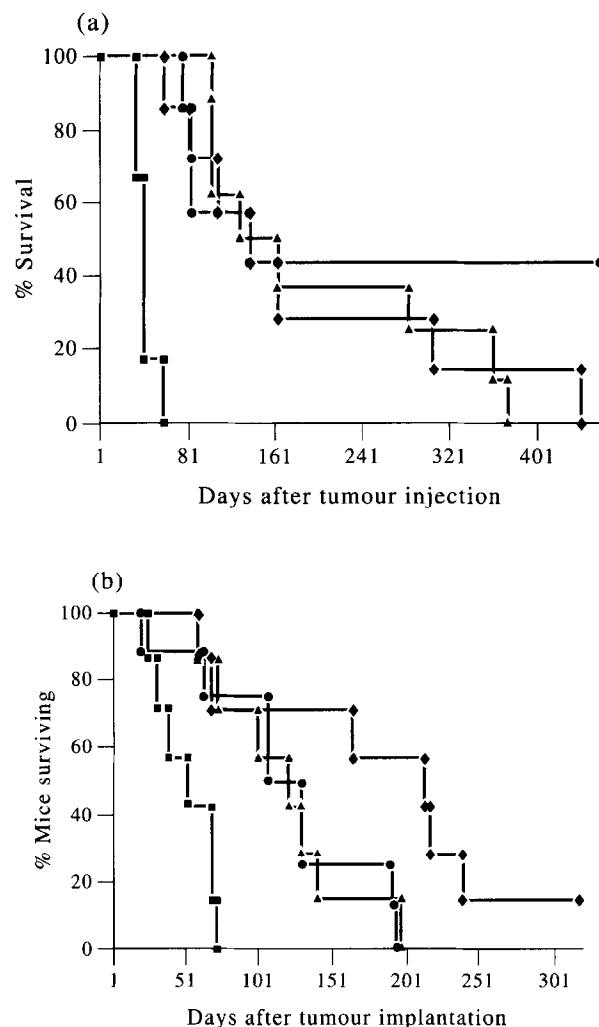 (a)
100
80
60
40
20
0
% Survival
1 81 161 241 321 401
Days after tumour injection
(b)
100
80
60
40
20
0
% Mice surviving
1 51 101 151 201 251 301
Days after tumour implantation